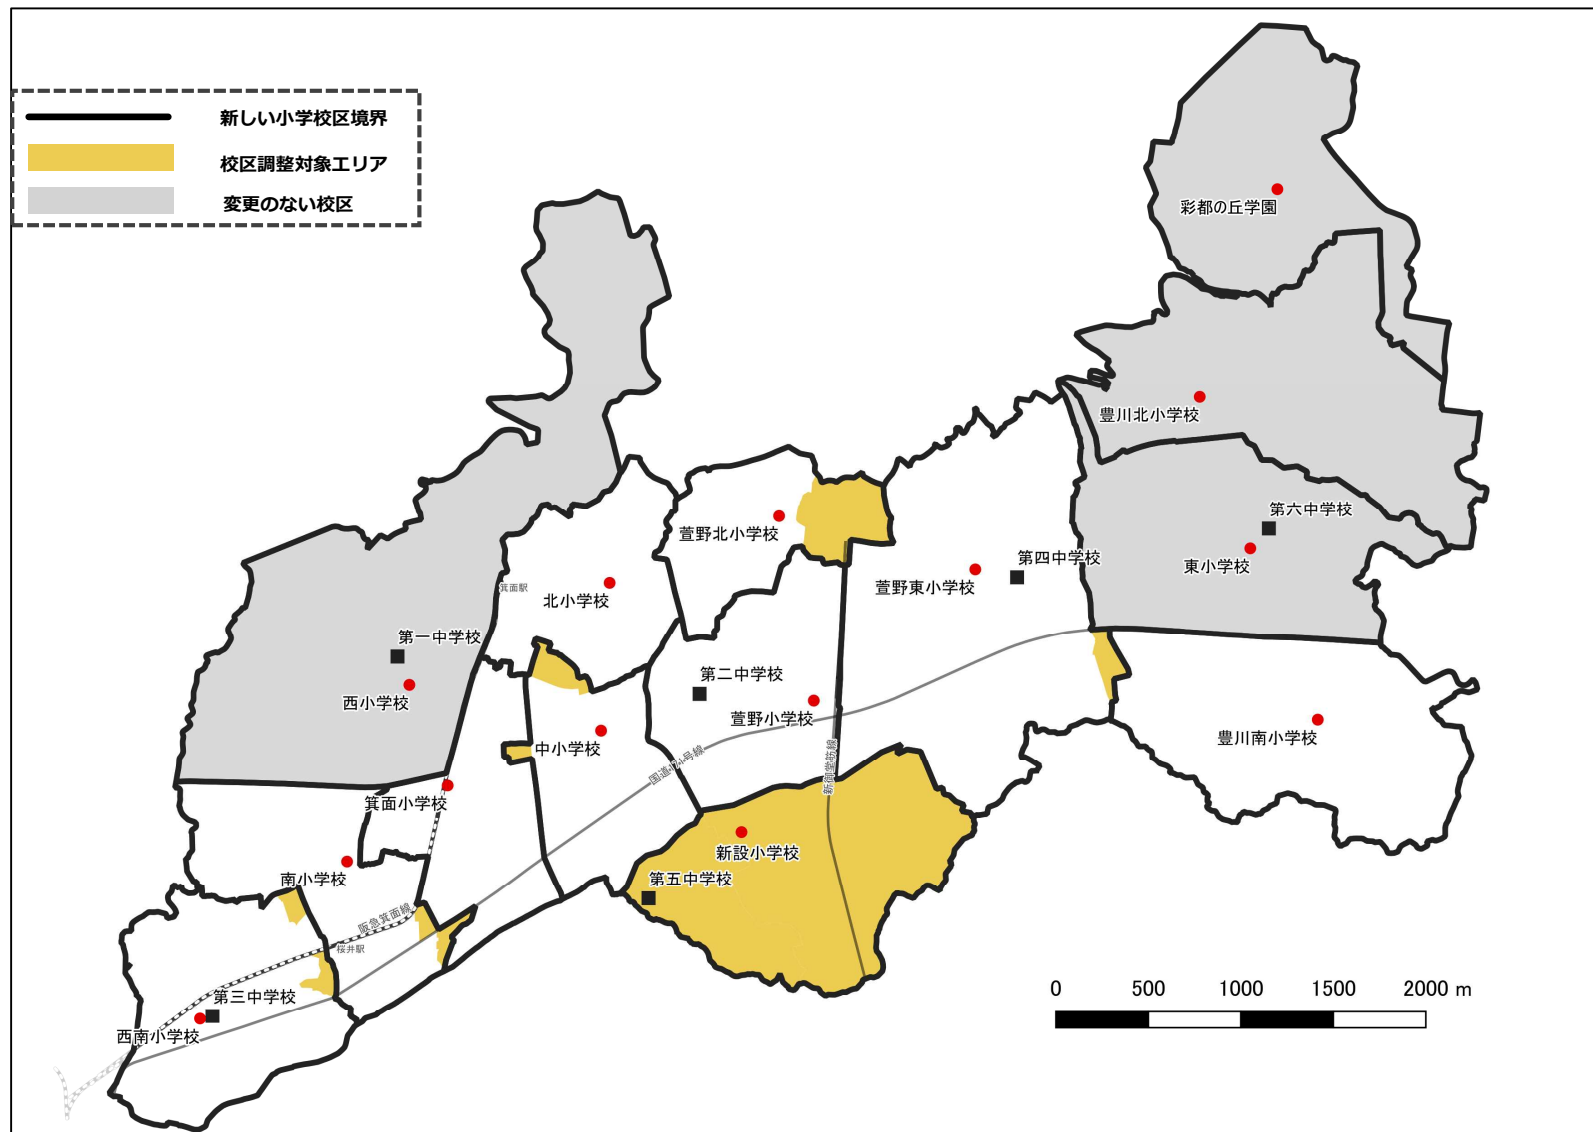 新しい小学校区境界
校区調整対象エリア
変更のない校区
彩都の丘学園
豊川北小学校
第六中学校
東小学校
萱野北小学校
第四中学校
萱野東小学校
箕面駅
北小学校
第一中学校
西小学校
第二中学校
萱野小学校
中小学校
豊川南小学校
国道171号線
新御堂筋線
箕面小学校
新設小学校
南小学校
第五中学校
阪急箕面線
桜井駅
第三中学校
西南小学校
0 500 1000 1500 2000 m